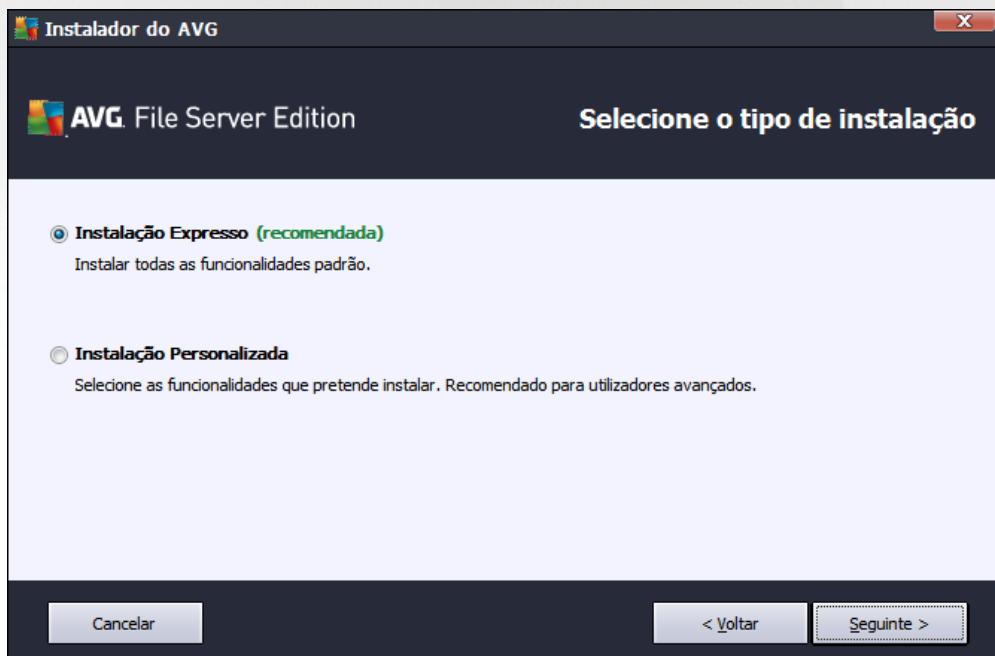 Instalador do AVG
AVG. File Server Edition
Selecione o tipo de instalação
Instalação Expresso (recomendada)
Instalar todas as funcionalidades padrão.
Instalação Personalizada
Selecione as funcionalidades que pretende instalar. Recomendado para utilizadores avançados.
Cancelar
< Voltar
Seguinte >